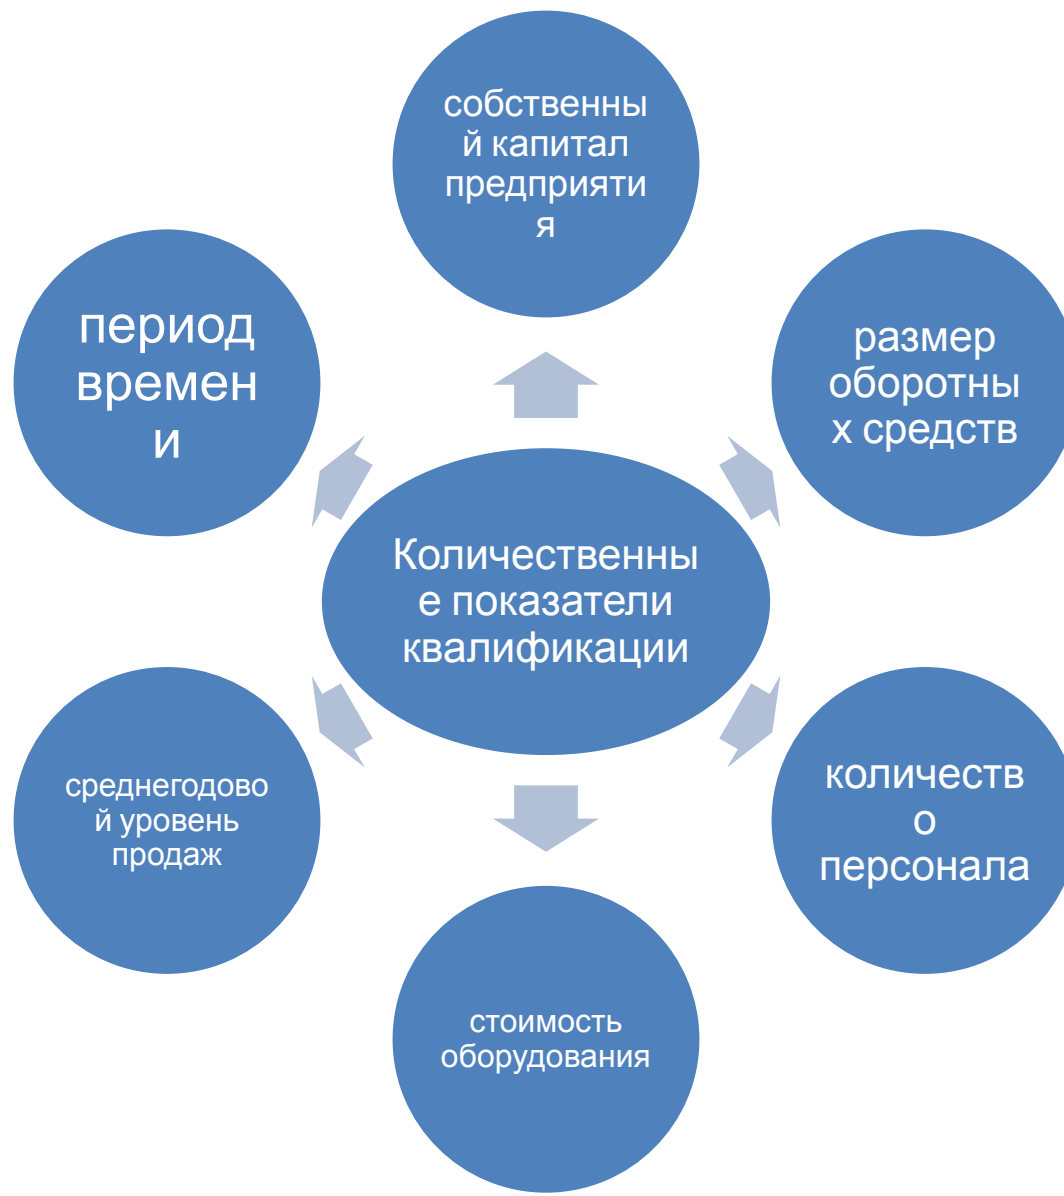 собственны
й капитал
предприяти
я
период
времен
и
размер
оборотны
х средств
Количественны
е показатели
квалификации
среднегодово
й уровень
продаж
количеств
о
персонала
стоимость
оборудования